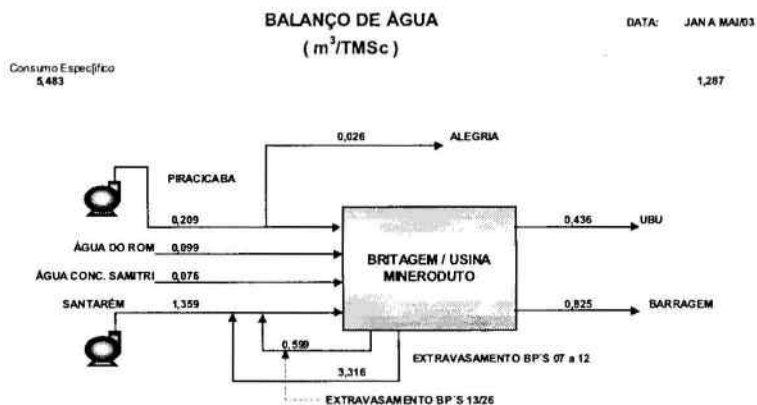 BALANÇO DE ÁGUA
DATA: JAN A MAI/03
( m³/TMSc )
Consumo Específico
5,483
1,287
0,026 ALEGRIA
PIRACICABA
0,209
0,436 UBU
ÁGUA DO ROM 0,099
BRITAGEM / USINA
MINERODUTO
ÁGUA CONC. SAMITRI 0,076
SANTARÉM 1,359
0,825 BARRAGEM
0,599
EXTRAVASAMENTO BP´S 07 a 12
3,316
EXTRAVASAMENTO BP´S 13/26